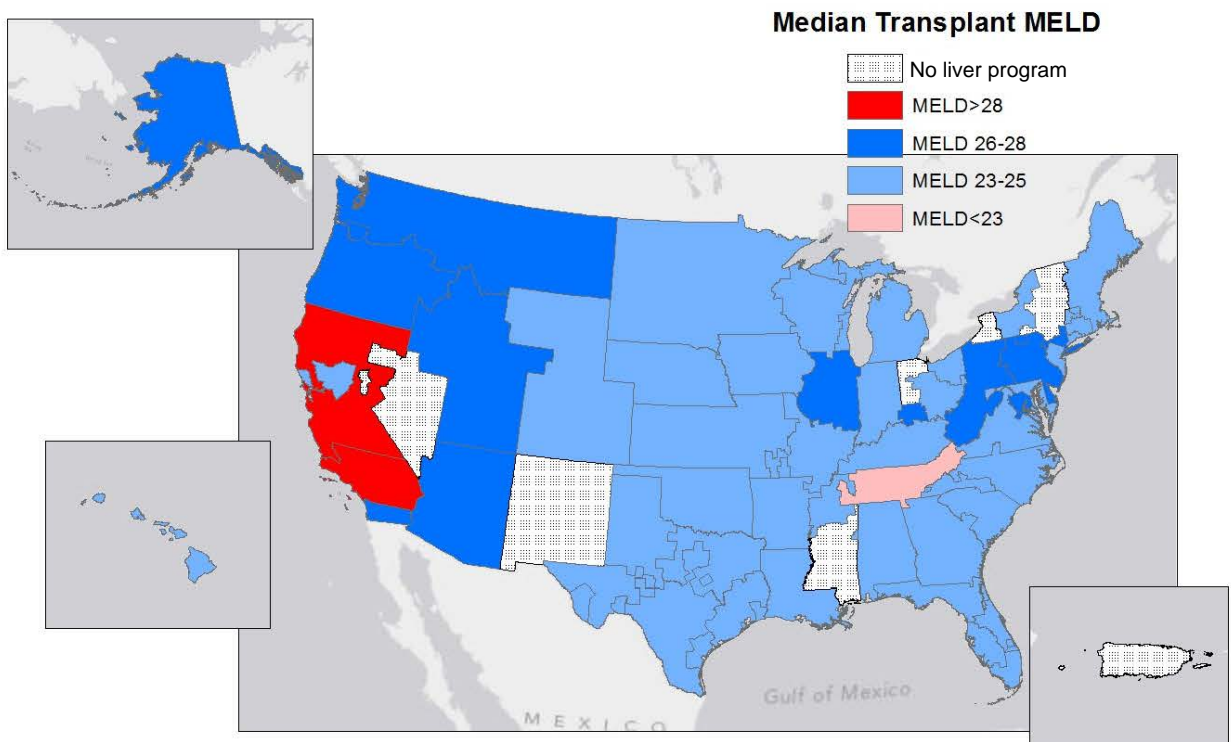 Median Transplant MELD
No liver program
MELD>28
MELD 26-28
MELD 23-25
MELD<23
Gulf of Mexico
MEXICO